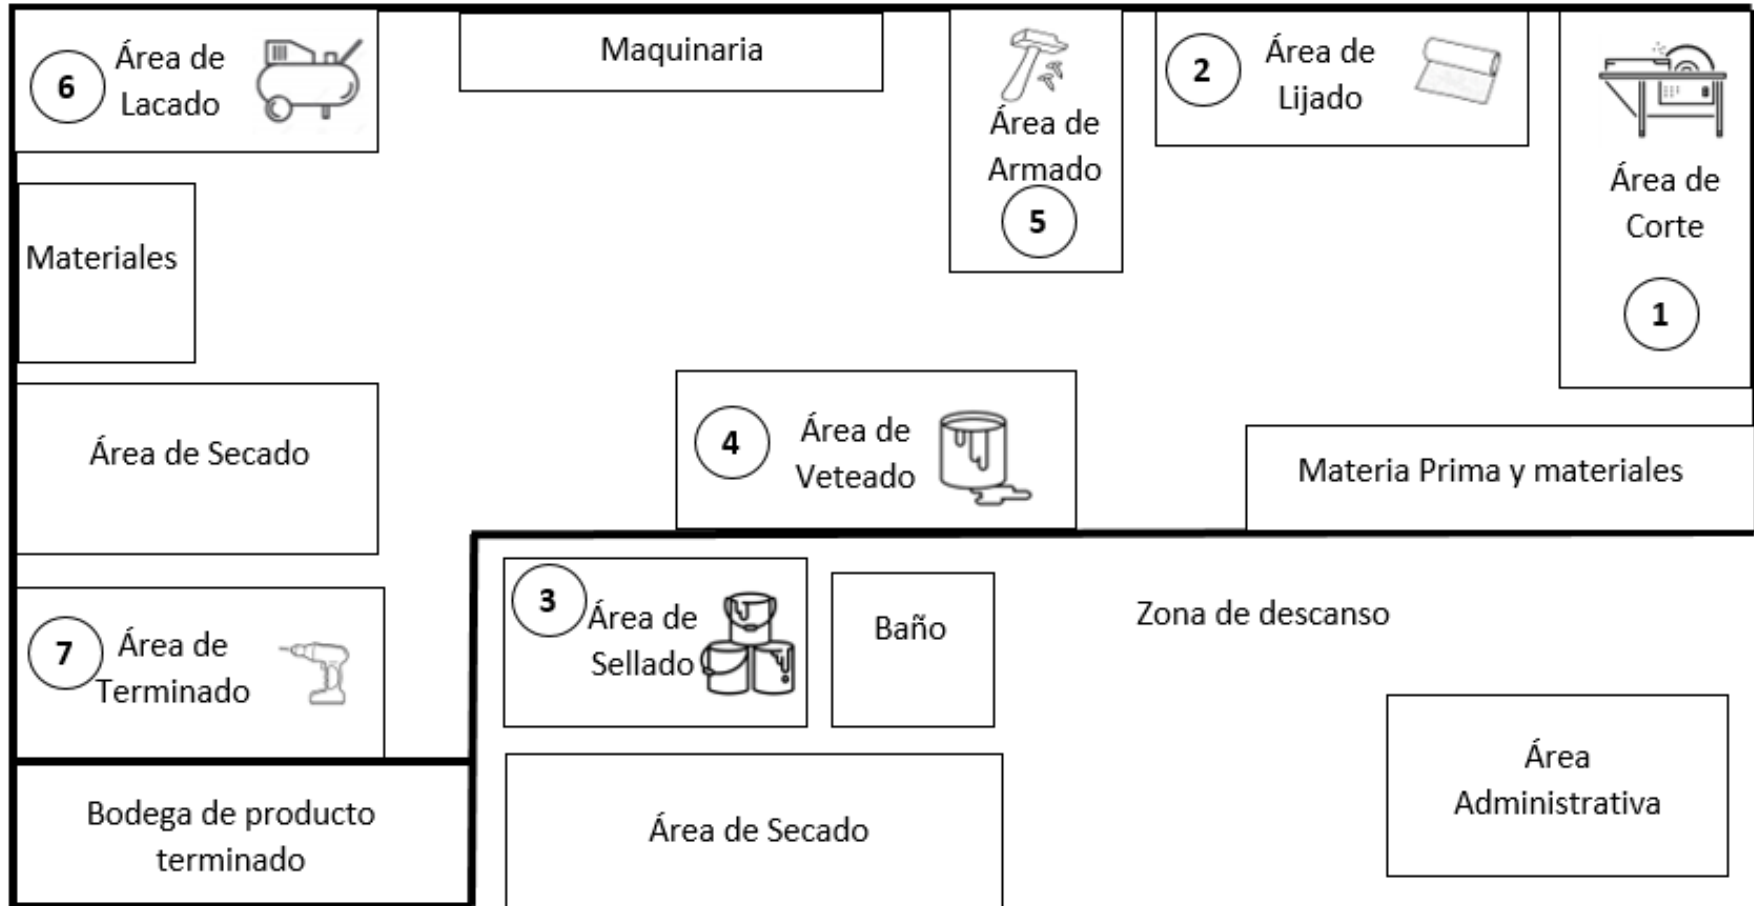 6
Área de
Lacado
Maquinaria
Área de
Armado
5
2
Área de
Lijado
Área de
Corte
1
Materiales
Área de Secado
4
Área de
Veteado
Materia Prima y materiales
7
Área de
Terminado
3
Área de
Sellado
Baño
Zona de descanso
Bodega de producto
terminado
Área de Secado
Área
Administrativa